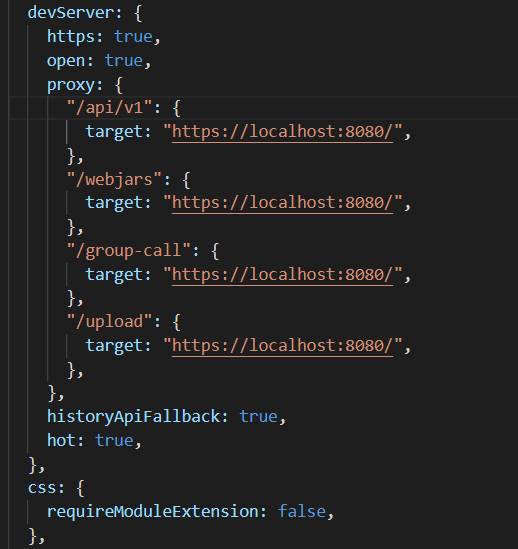 devServer: {
  https: true,
  open: true,
  proxy: {
    "/api/v1": {
      target: "https://localhost:8080/",
    },
    "/webjars": {
      target: "https://localhost:8080/",
    },
    "/group-call": {
      target: "https://localhost:8080/",
    },
    "/upload": {
      target: "https://localhost:8080/",
    },
  },
  historyApiFallback: true,
  hot: true,
},
css: {
  requireModuleExtension: false,
},